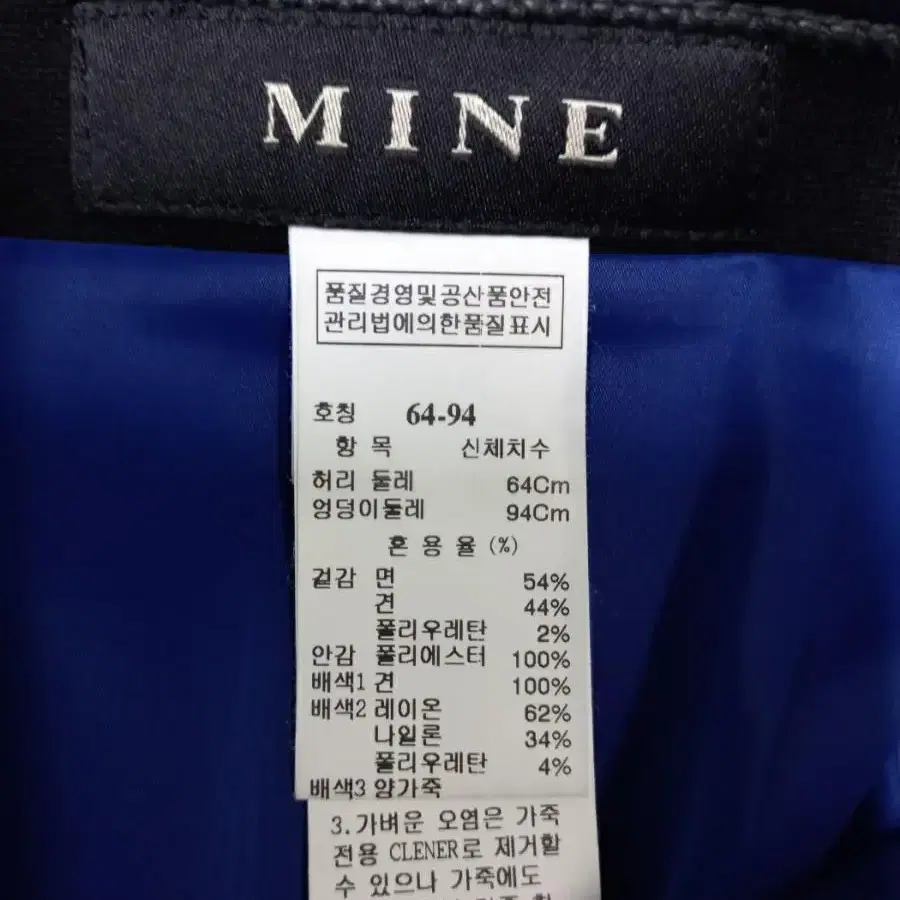 MINE
품질경영및공산품안전
관리법에의한품질표시
호칭 64-94
항 목 신체치수
허리 둘레 64Cm
엉덩이둘레 94Cm
혼 용 율 (%)
겉감 면 54%
견 44%
폴리우레탄 2%
안감 폴리에스터 100%
배색1 견 100%
배색2 레이온 62%
나일론 34%
폴리우레탄 4%
배색3 양가죽
3.가벼운 오염은 가죽
전용 CLENER로 제거할
수 있으나 가죽에도